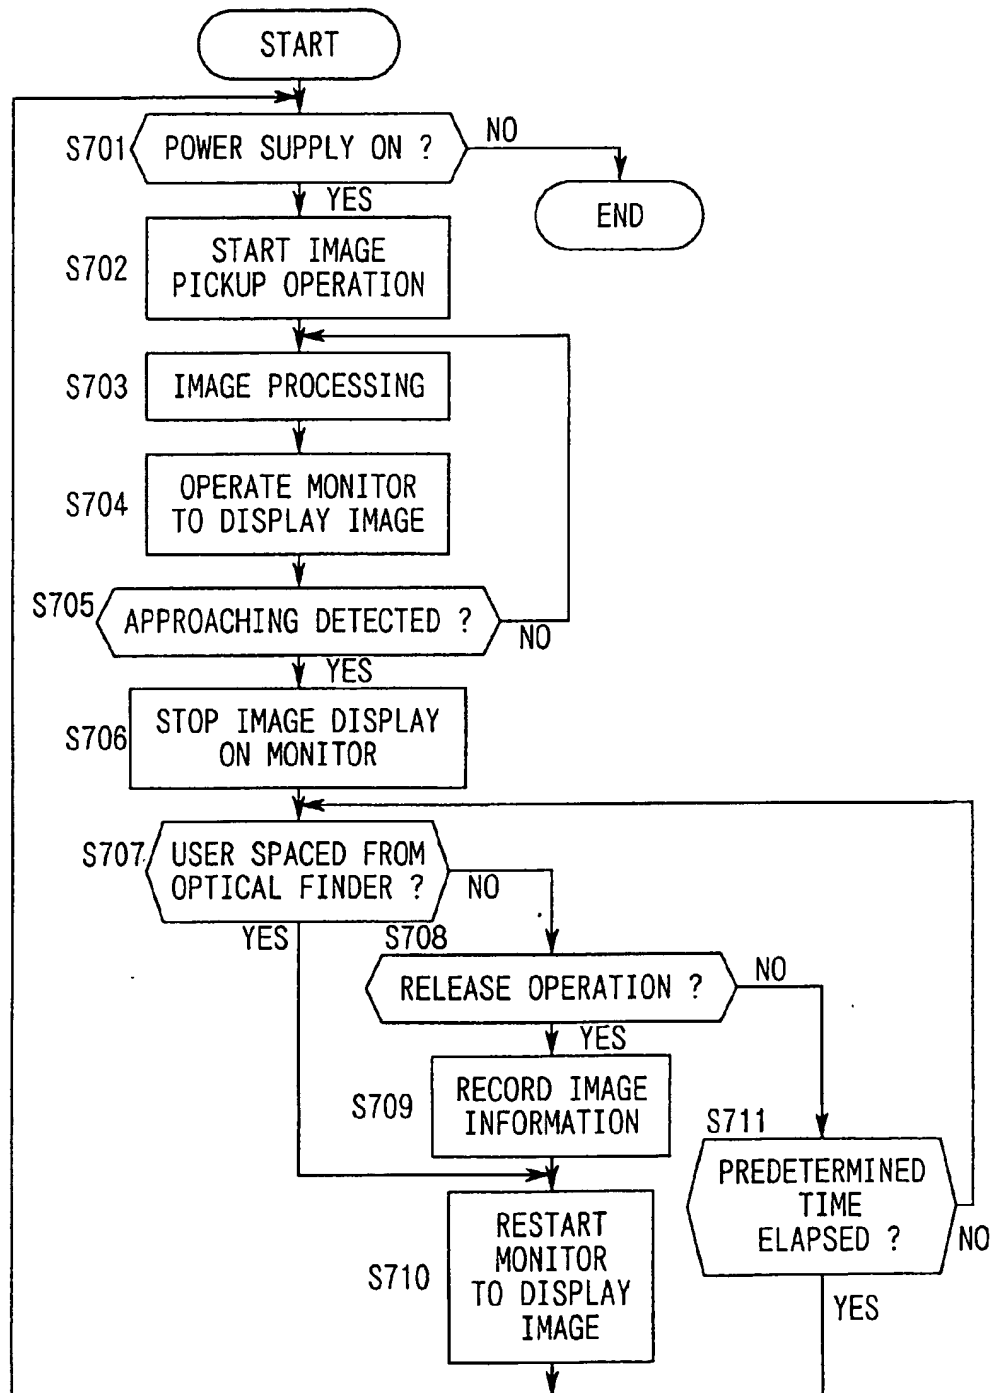 START
S701
POWER SUPPLY ON ?
NO
YES
END
S702
START IMAGE
PICKUP OPERATION
S703
IMAGE PROCESSING
S704
OPERATE MONITOR
TO DISPLAY IMAGE
S705
APPROACHING DETECTED ?
NO
YES
S706
STOP IMAGE DISPLAY
ON MONITOR
S707
USER SPACED FROM
OPTICAL FINDER ?
NO
YES
S708
RELEASE OPERATION ?
NO
YES
S709
RECORD IMAGE
INFORMATION
S711
PREDETERMINED
TIME
ELAPSED ?
NO
YES
S710
RESTART
MONITOR
TO DISPLAY
IMAGE